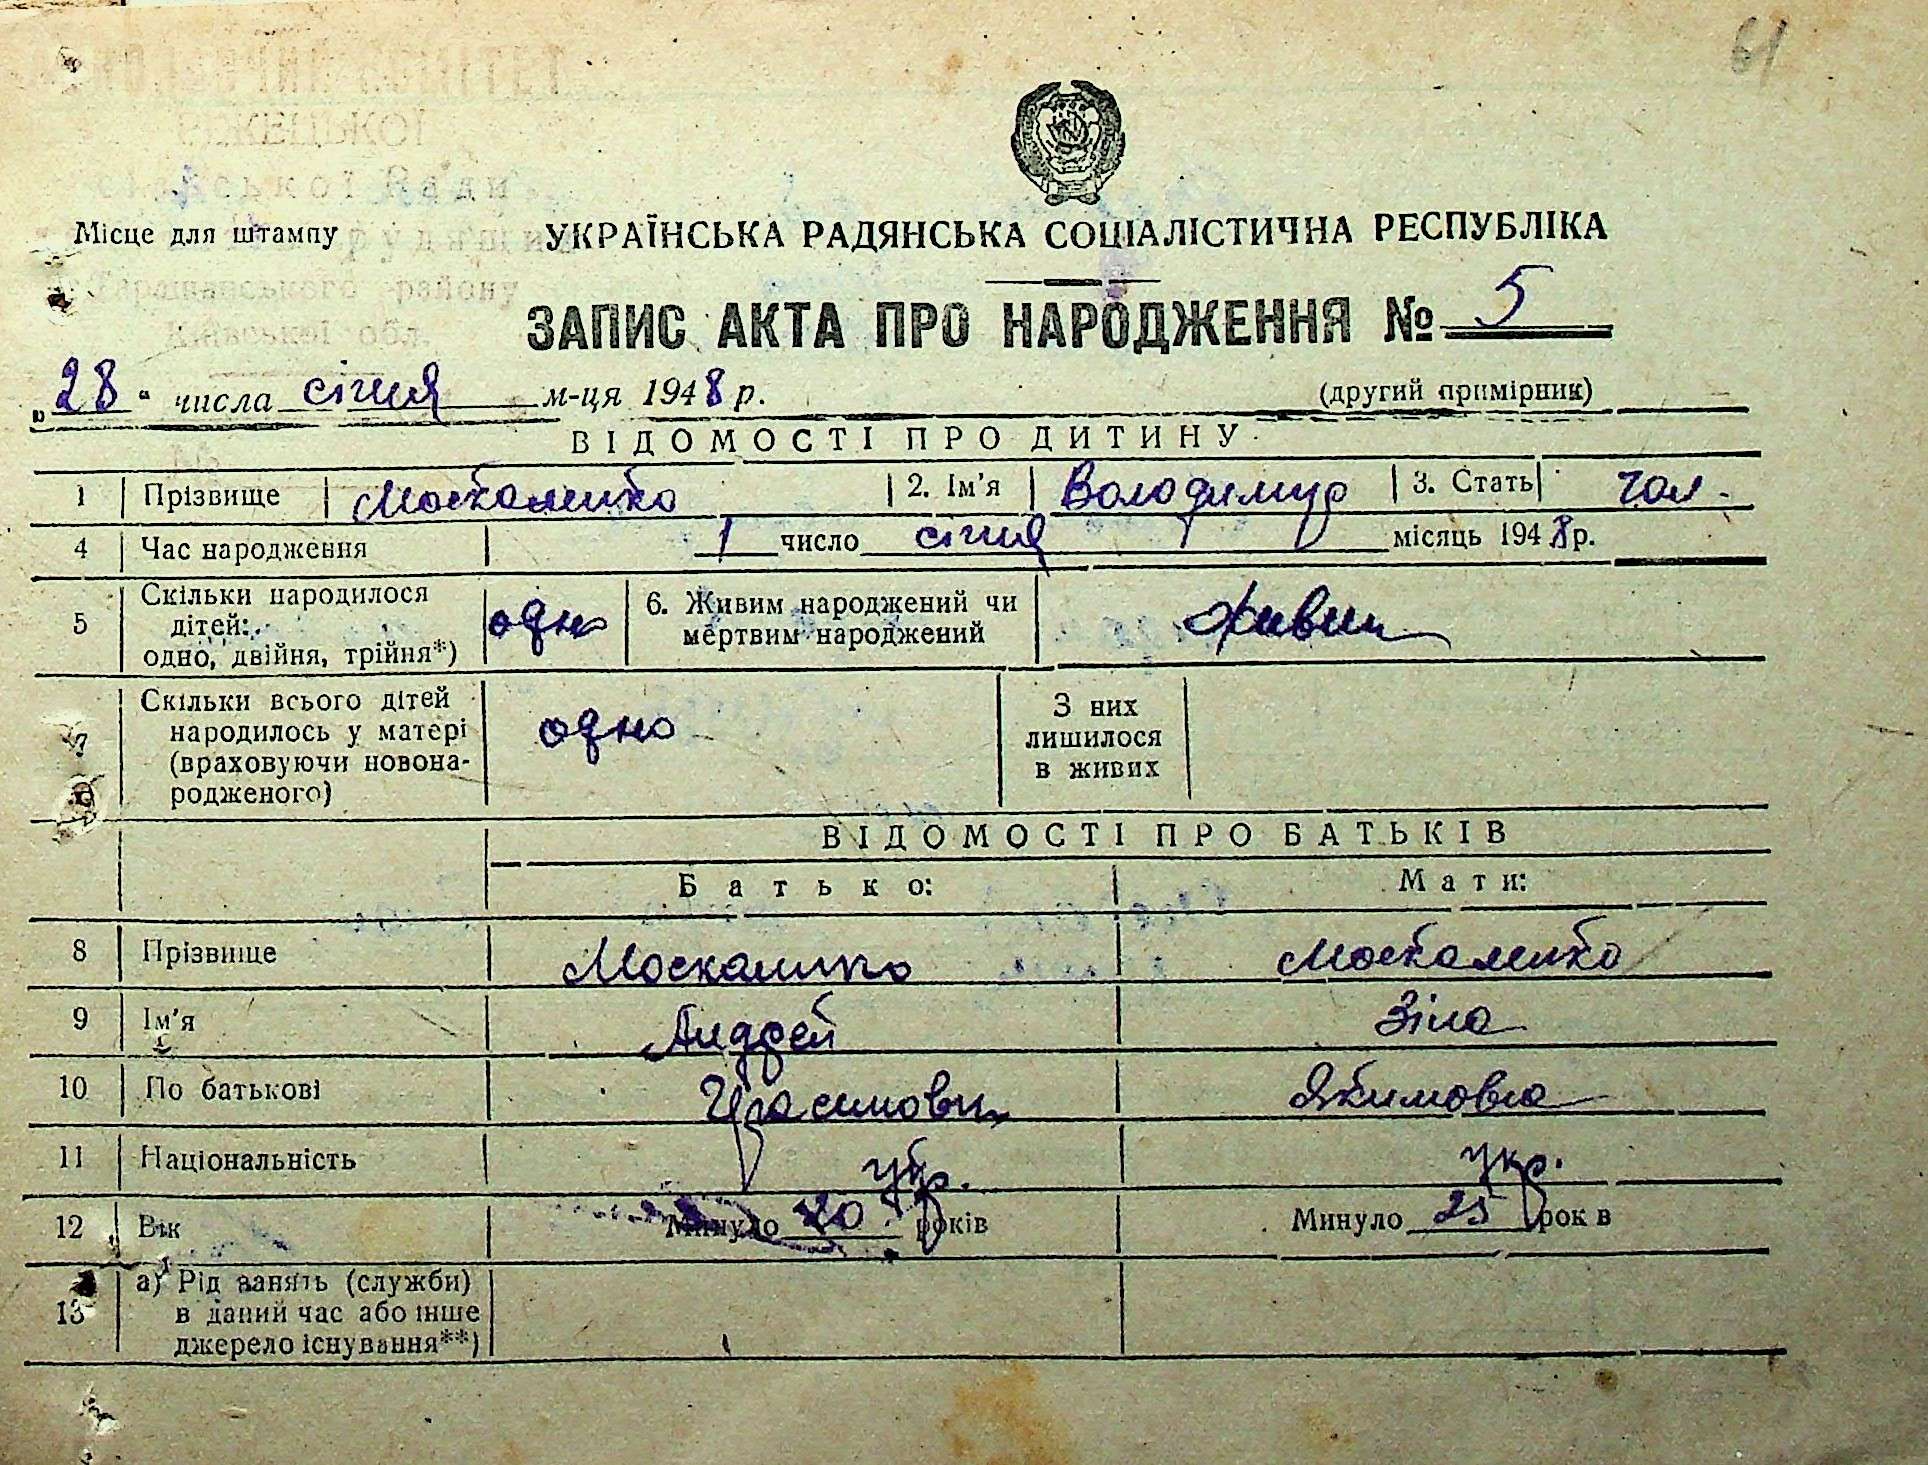 61
Місце для штампу
УКРАЇНСЬКА РАДЯНСЬКА СОЦІАЛІСТИЧНА РЕСПУБЛІКА
ЗАПИС АКТА ПРО НАРОДЖЕННЯ № 5
„28“ числа січня м-ця 1948 р. (другий примірник)
ВІДОМОСТІ ПРО ДИТИНУ
1 Прізвище Москаленко 2. Ім'я Володимир 3. Стать чол.
4 Час народження 1 число січня місяць 1948 р.
5 Скільки народилося дітей: одно, двійня, трійня*) одно 6. Живим народжений чи мертвим народжений живим
7 Скільки всього дітей народилось у матері (враховуючи новона-родженого) одно З них лишилося в живих
ВІДОМОСТІ ПРО БАТЬКІВ
Батько: Мати:
8 Прізвище Москаленко Москаленко
9 Ім'я Андрей Зіна
10 По батькові Якимовна
11 Національність укр. укр.
12 Вік Минуло 20 років Минуло 25 рок в
13 а) Рід занять (служби) в даний час або інше джерело існування**)